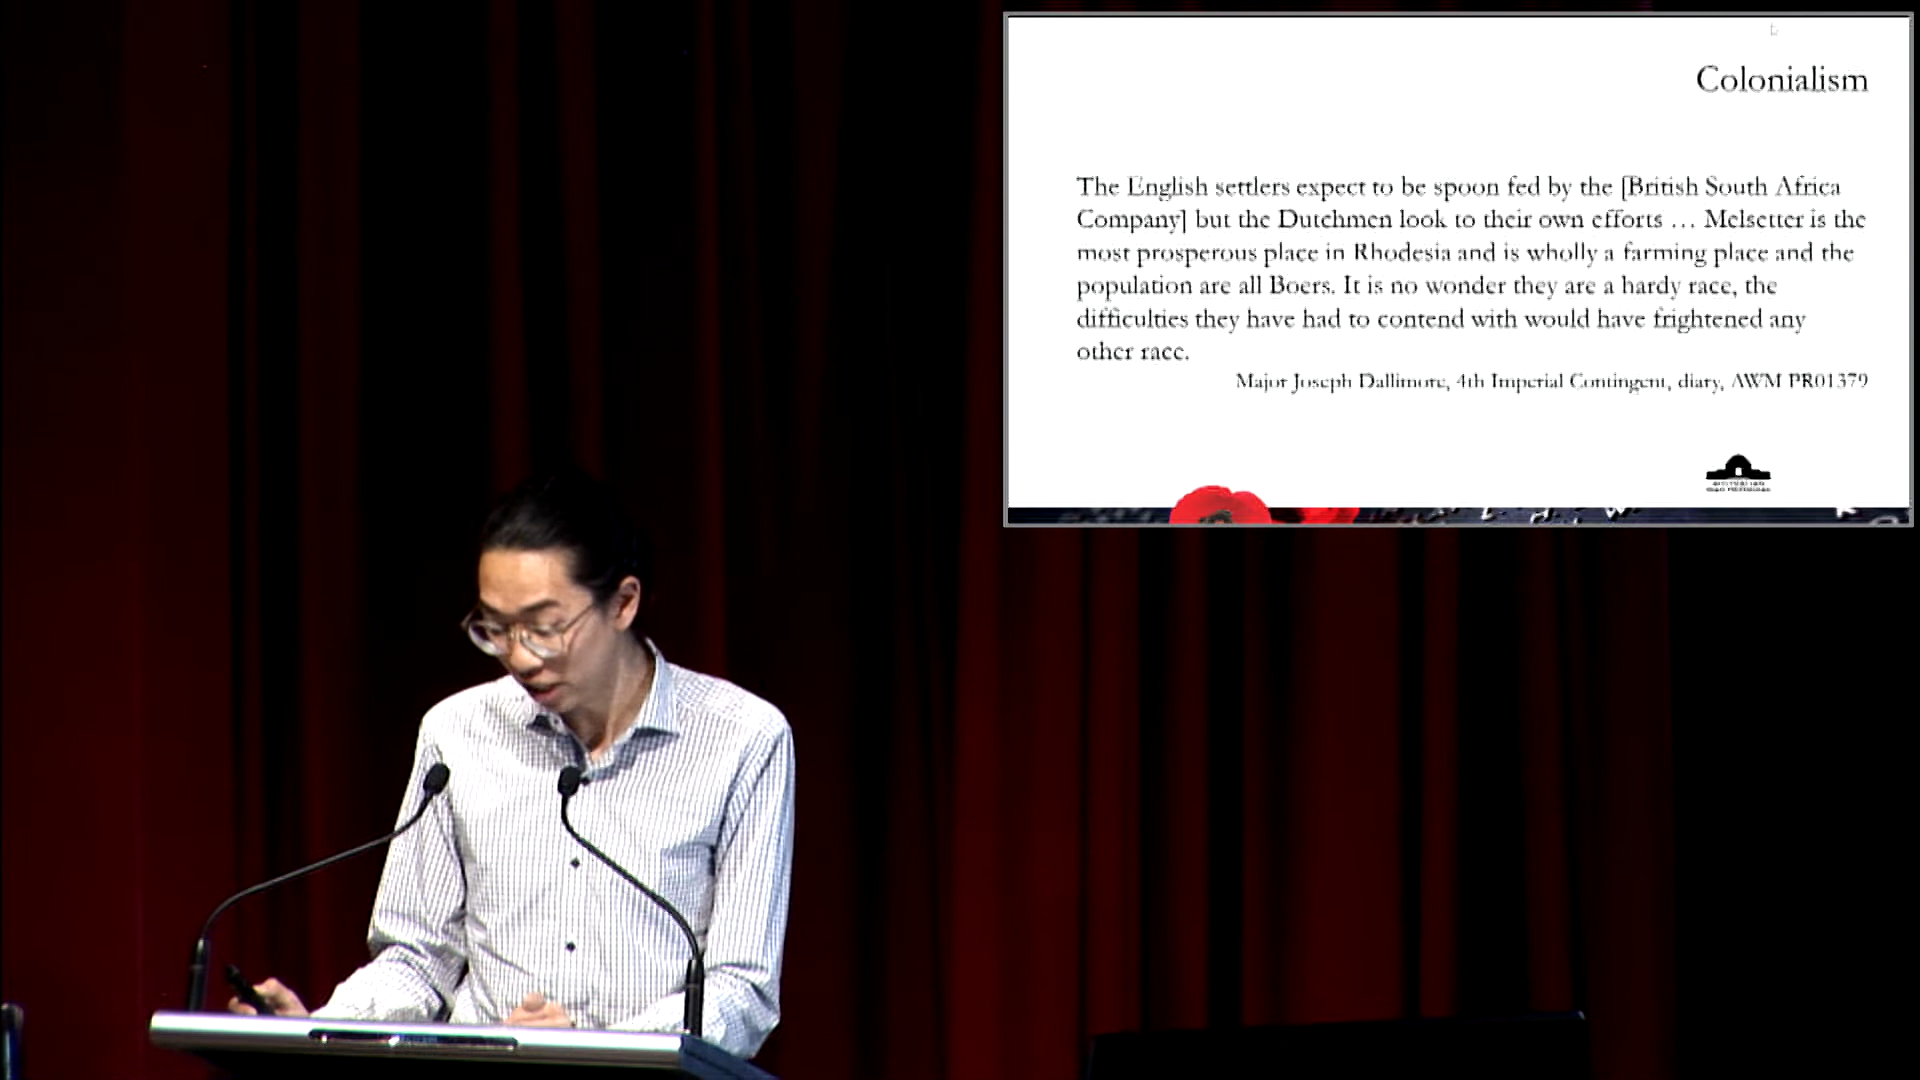 Colonialism
The English settlers expect to be spoon fed by the [British South Africa
Company] but the Dutchmen look to their own efforts … Melsetter is the
most prosperous place in Rhodesia and is wholly a farming place and the
population are all Boers. It is no wonder they are a hardy race, the
difficulties they have had to contend with would have frightened any
other race.
Major Joseph Dallimore, 4th Imperial Contingent, diary, AWM PR01379
AUSTRALIAN
WAR MEMORIAL